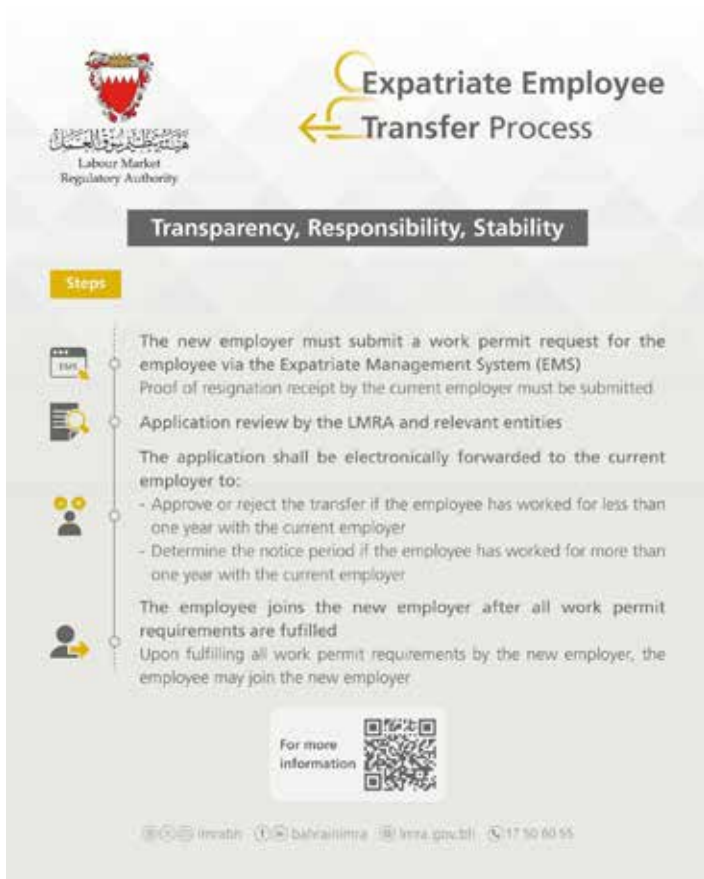 هيئة تنظيم سوق العمل
Labour Market
Regulatory Authority
Expatriate Employee
Transfer Process
Transparency, Responsibility, Stability
Steps
EMS
The new employer must submit a work permit request for the
employee via the Expatriate Management System (EMS)
Proof of resignation receipt by the current employer must be submitted
Application review by the LMRA and relevant entities
The application shall be electronically forwarded to the current
employer to:
- Approve or reject the transfer if the employee has worked for less than
one year with the current employer
- Determine the notice period if the employee has worked for more than
one year with the current employer
The employee joins the new employer after all work permit
requirements are fufilled
Upon fulfilling all work permit requirements by the new employer, the
employee may join the new employer
For more
information
lmrabh bahrainlmra lmra.gov.bh 17 50 60 55